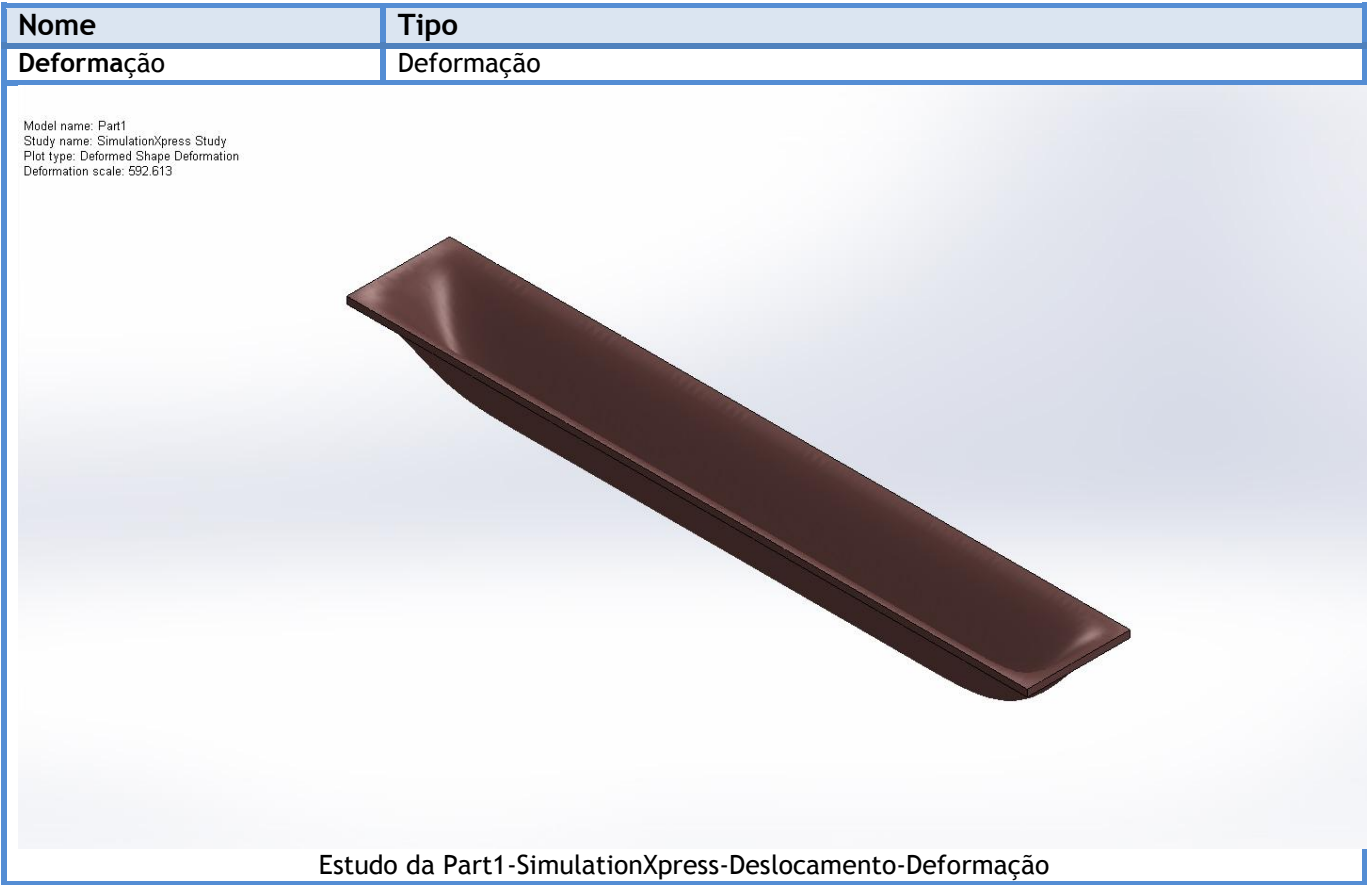 Nome Tipo
Deformação Deformação
Model name: Part1
Study name: SimulationXpress Study
Plot type: Deformed Shape Deformation
Deformation scale: 592.613
Estudo da Part1-SimulationXpress-Deslocamento-Deformação